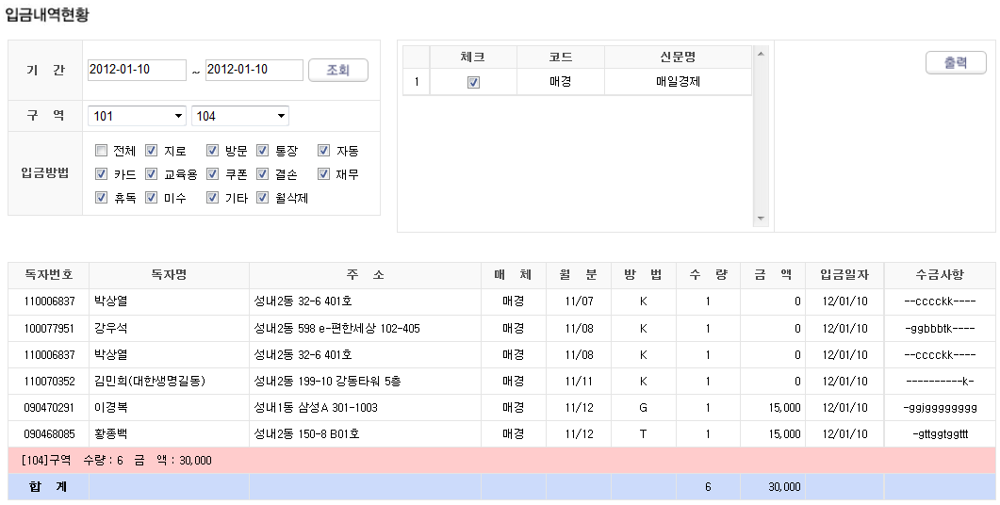 입금내역현황
기 간 2012-01-10 ~ 2012-01-10 조회
구 역 101 104
입금방법
전체 지로 방문 통장 자동
카드 교육용 쿠폰 결손 재무
휴독 미수 기타 월삭제
체크 코드 신문명
1 매경 매일경제
출력
독자번호 독자명 주 소 매 체 월 분 방 법 수 량 금 액 입금일자 수금사항
110006837 박상열 성내2동 32-6 401호 매경 11/07 K 1 0 12/01/10 --cccckk----
100077951 강우석 성내2동 598 e-편한세상 102-405 매경 11/08 K 1 0 12/01/10 -ggbbbtk----
110006837 박상열 성내2동 32-6 401호 매경 11/08 K 1 0 12/01/10 --cccckk----
110070352 김민희(대한생명길동) 성내2동 199-10 강동타워 5층 매경 11/11 K 1 0 12/01/10 ----------k-
090470291 이경복 성내1동 삼성A 301-1003 매경 11/12 G 1 15,000 12/01/10 -ggjggggggggg
090468085 황종백 성내2동 150-8 B01호 매경 11/12 T 1 15,000 12/01/10 -gttggtggttt
[104]구역 수량 : 6 금 액 : 30,000
합 계 6 30,000